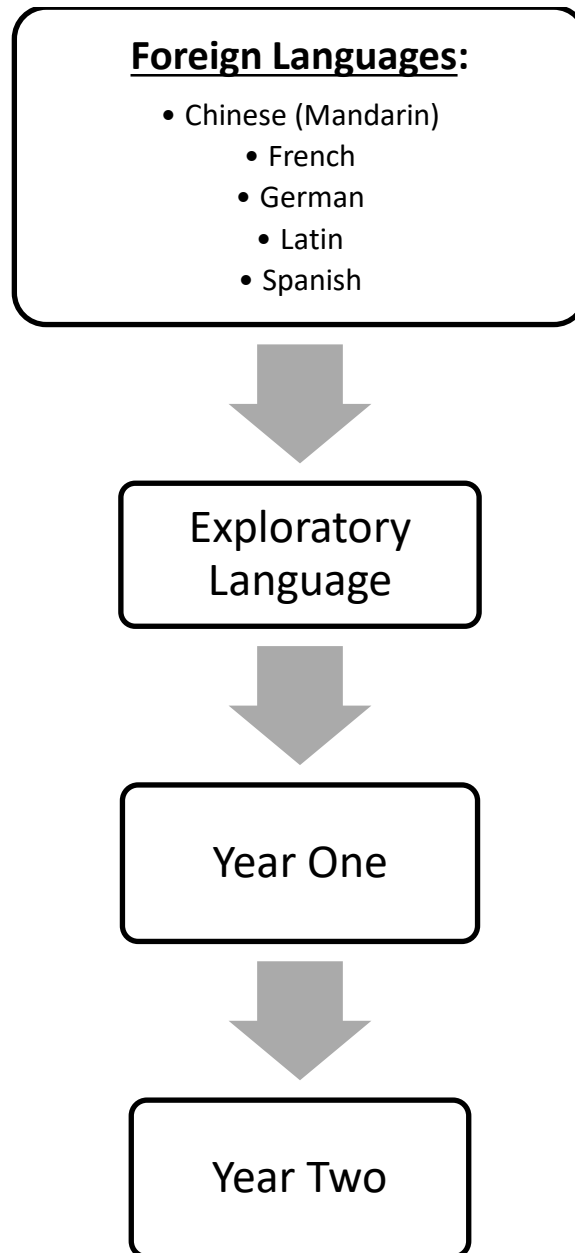 Foreign Languages:
• Chinese (Mandarin)
• French
• German
• Latin
• Spanish
Exploratory
Language
Year One
Year Two